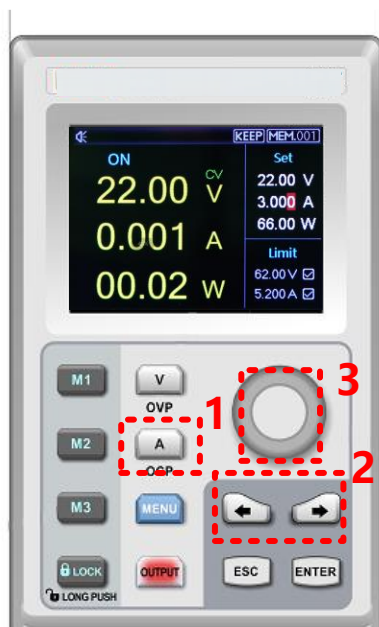 KEEP MEM.001
ON
Set
22.00 V
CV
22.00 V
3.000 A
0.001 A
66.00 W
Limit
62.00 V
00.02 W
5.200 A
M1
V
OVP
3
1
M2
A
OCP
2
M3
MENU
LOCK
OUTPUT
ESC
ENTER
LONG PUSH